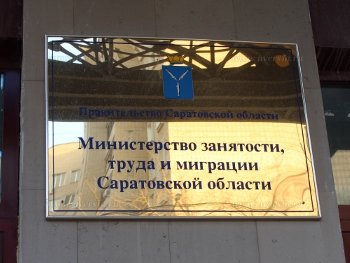 Правительство Саратовской области
Министерство занятости,
труда и миграции
Саратовской области